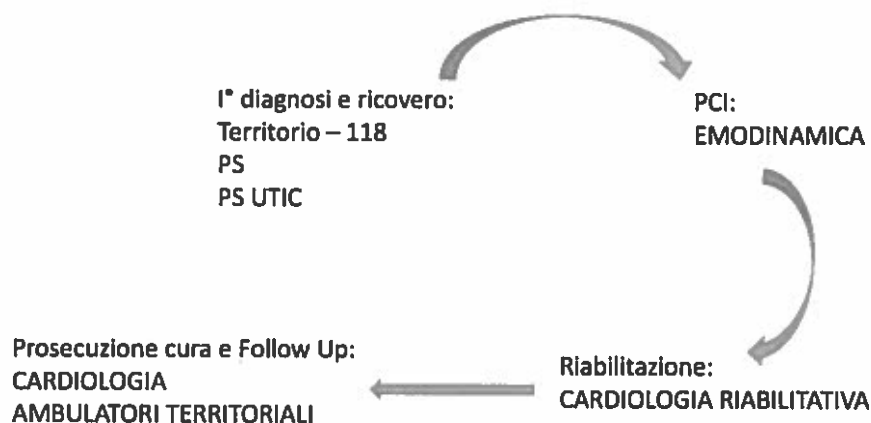 I° diagnosi e ricovero:
Territorio – 118
PS
PS UTIC
PCI:
EMODINAMICA
Riabilitazione:
CARDIOLOGIA RIABILITATIVA
Prosecuzione cura e Follow Up:
CARDIOLOGIA
AMBULATORI TERRITORIALI